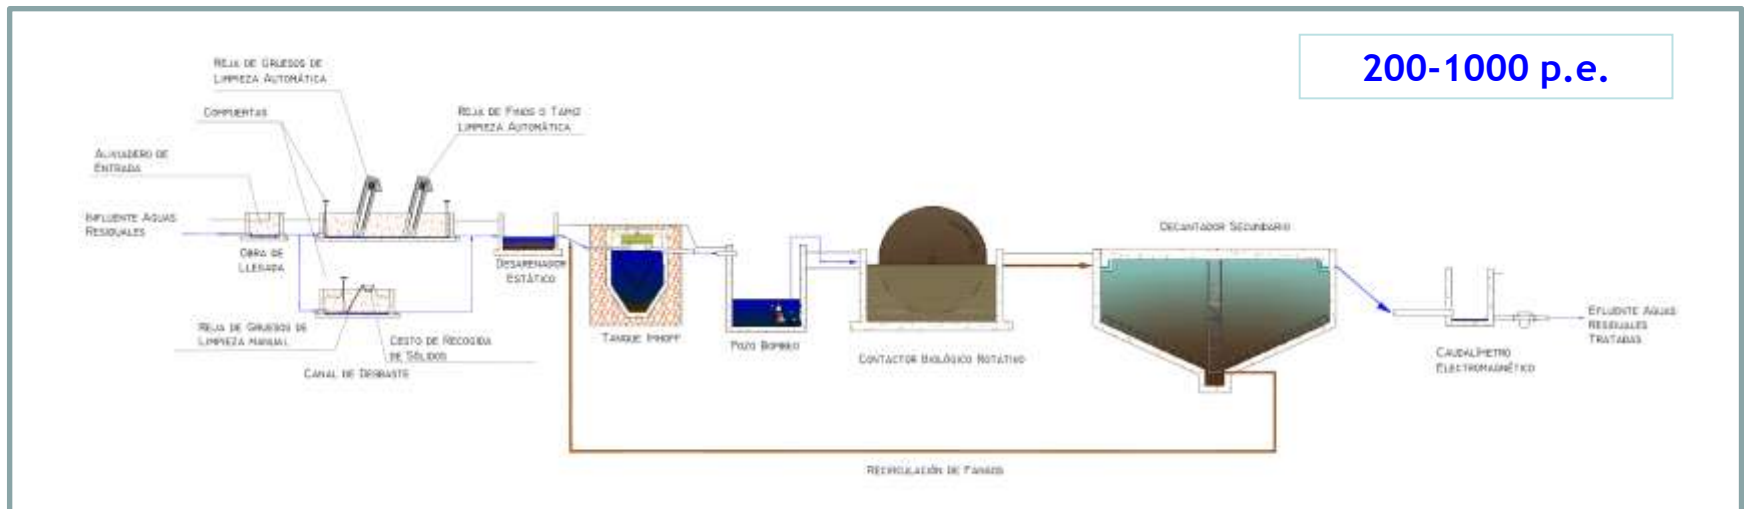 200-1000 p.e.
REJA DE GRUESOS DE
LIMPIEZA AUTOMÁTICA
COMPUERTAS
REJA DE FINOS O TAMIZ
LIMPIEZA AUTOMÁTICA
ALIVIADERO DE
ENTRADA
INFLUENTE AGUAS
RESIDUALES
OBRA DE
LLEGADA
DESARENADOR
ESTÁTICO
REJA DE GRUESOS DE
LIMPIEZA MANUAL
CESTO DE RECOGIDA
DE SÓLIDOS
CANAL DE DESBASTE
TANQUE IMHOFF
POZO BOMBEO
CONTACTOR BIOLÓGICO ROTATIVO
DECANTADOR SECUNDARIO
CAUDALÍMETRO
ELECTROMAGNÉTICO
EFLUENTE AGUAS
RESIDUALES
TRATADAS
RECIRCULACIÓN DE FANGOS